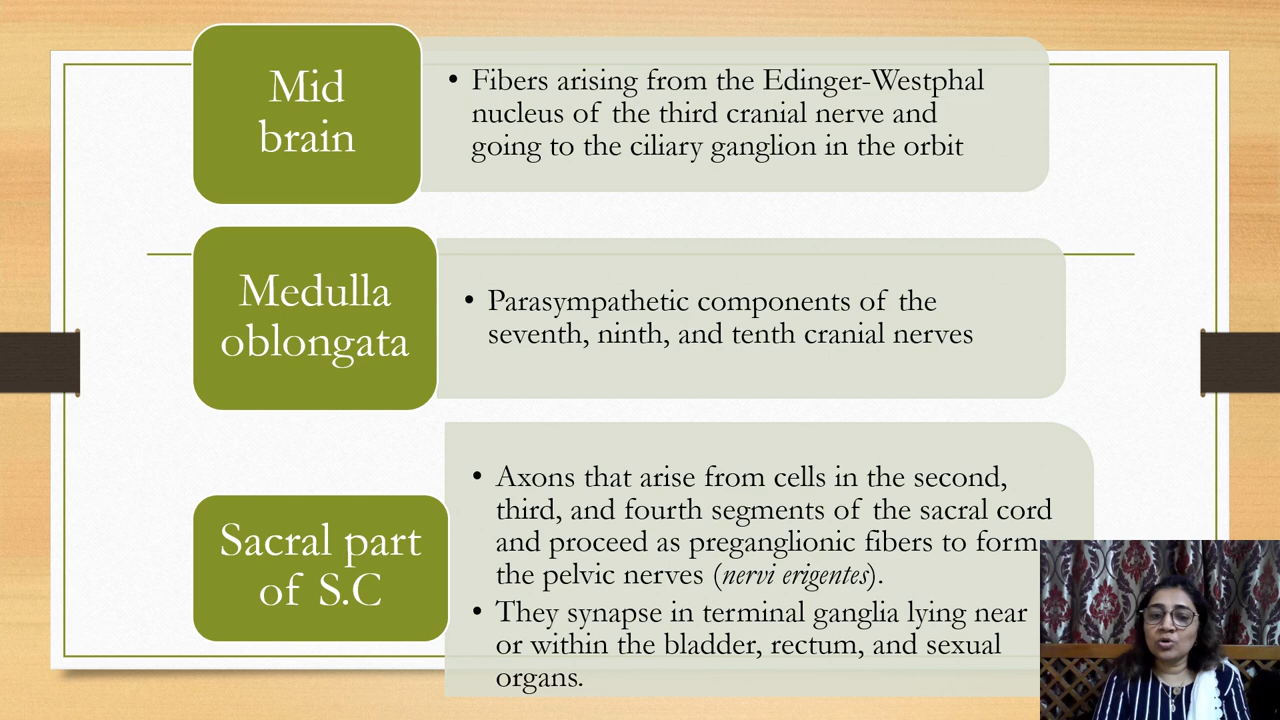 Mid
brain
• Fibers arising from the Edinger-Westphal
nucleus of the third cranial nerve and
going to the ciliary ganglion in the orbit
Medulla
oblongata
• Parasympathetic components of the
seventh, ninth, and tenth cranial nerves
Sacral part
of S.C
• Axons that arise from cells in the second,
third, and fourth segments of the sacral cord
and proceed as preganglionic fibers to form
the pelvic nerves (nervi erigentes).
• They synapse in terminal ganglia lying near
or within the bladder, rectum, and sexual
organs.